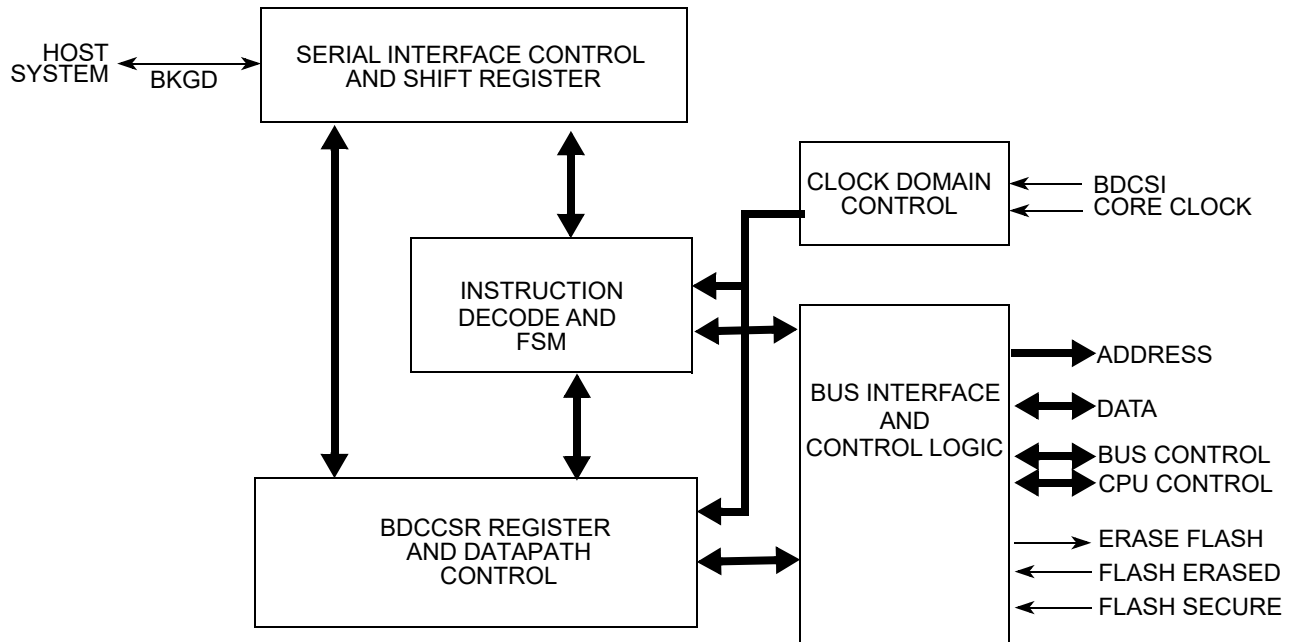 HOST
SYSTEM
BKGD
SERIAL INTERFACE CONTROL
AND SHIFT REGISTER
CLOCK DOMAIN
CONTROL
BDCSI
CORE CLOCK
INSTRUCTION
DECODE AND
FSM
BUS INTERFACE
AND
CONTROL LOGIC
ADDRESS
DATA
BUS CONTROL
CPU CONTROL
ERASE FLASH
FLASH ERASED
FLASH SECURE
BDCCSR REGISTER
AND DATAPATH
CONTROL